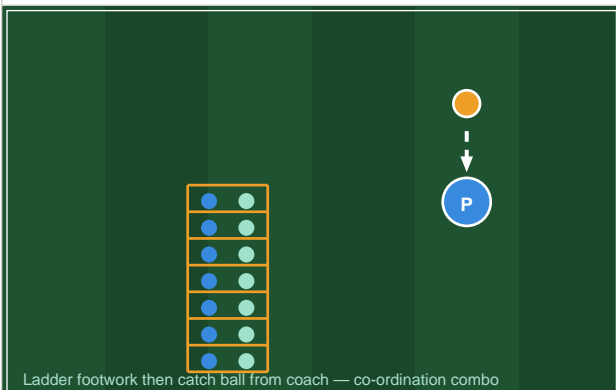 P
Ladder footwork then catch ball from coach — co-ordination combo